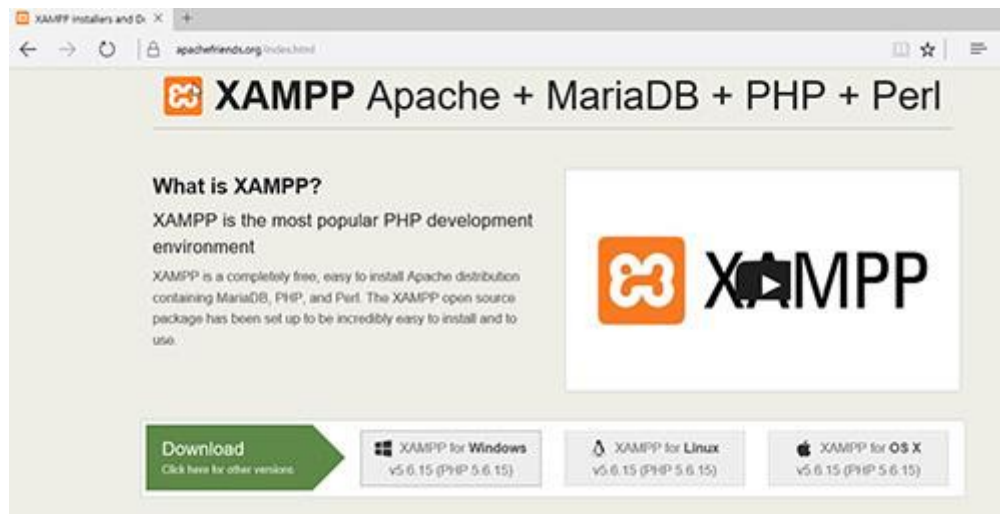 XAMPP installers and Do
apachefriends.org/index.html
XAMPP Apache + MariaDB + PHP + Perl
What is XAMPP?
XAMPP is the most popular PHP development
environment
XAMPP is a completely free, easy to install Apache distribution
containing MariaDB, PHP, and Perl. The XAMPP open source
package has been set up to be incredibly easy to install and to
use.
XAMPP
Download
Click here for other versions
XAMPP for Windows
v5.6.15 (PHP 5.6.15)
XAMPP for Linux
v5.6.15 (PHP 5.6.15)
XAMPP for OS X
v5.6.15 (PHP 5.6.15)